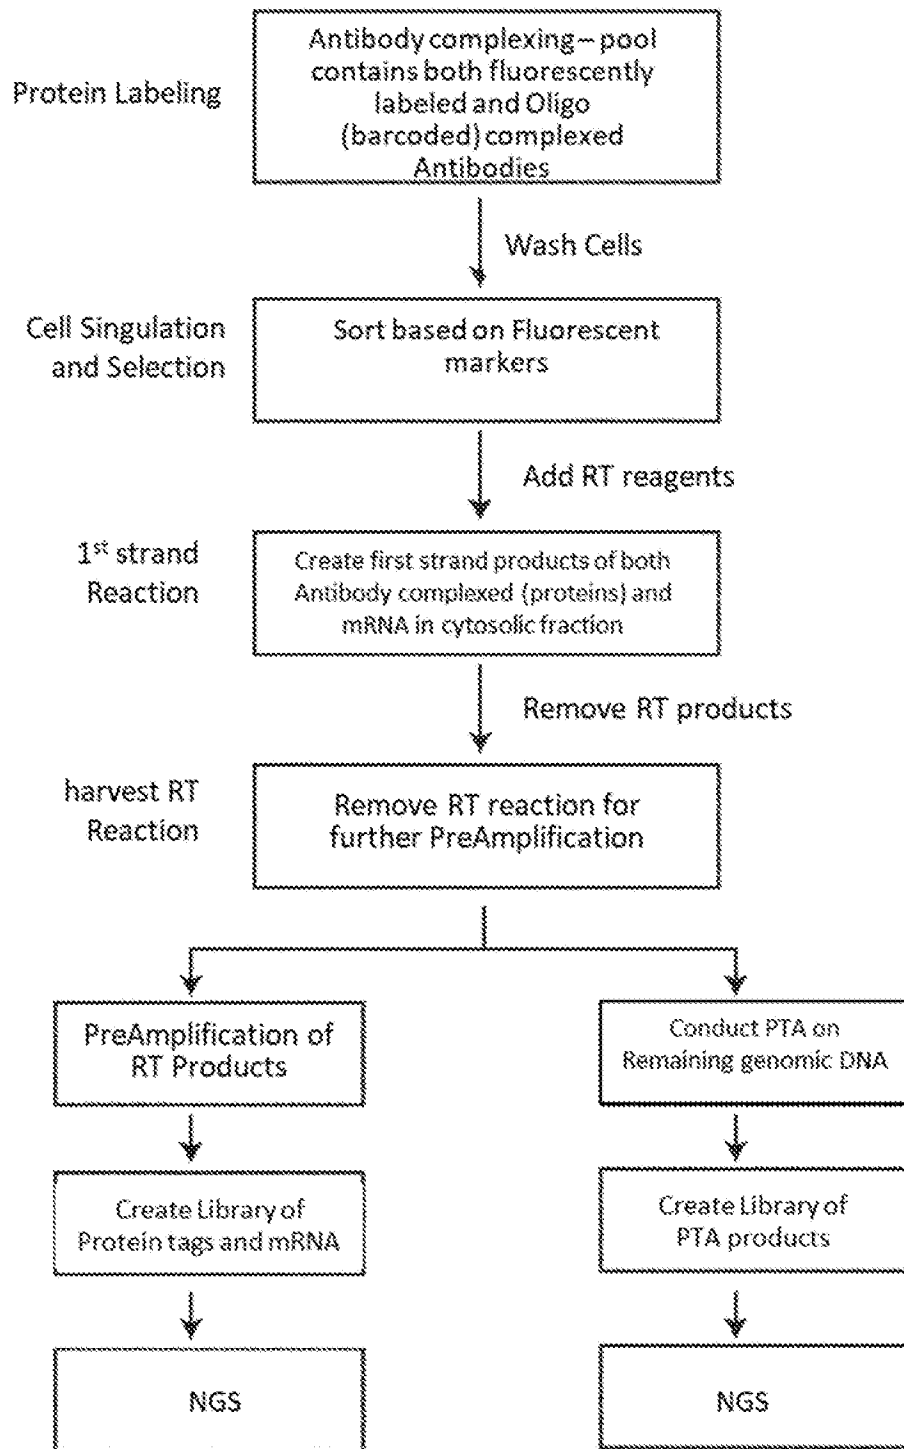 Protein Labeling
Antibody complexing – pool
contains both fluorescently
labeled and Oligo
(barcoded) complexed
Antibodies
Wash Cells
Cell Singulation
and Selection
Sort based on Fluorescent
markers
Add RT reagents
1st strand
Reaction
Create first strand products of both
Antibody complexed (proteins) and
mRNA in cytosolic fraction
Remove RT products
harvest RT
Reaction
Remove RT reaction for
further PreAmplification
PreAmplification of
RT Products
Conduct PTA on
Remaining genomic DNA
Create Library of
Protein tags and mRNA
Create Library of
PTA products
NGS
NGS